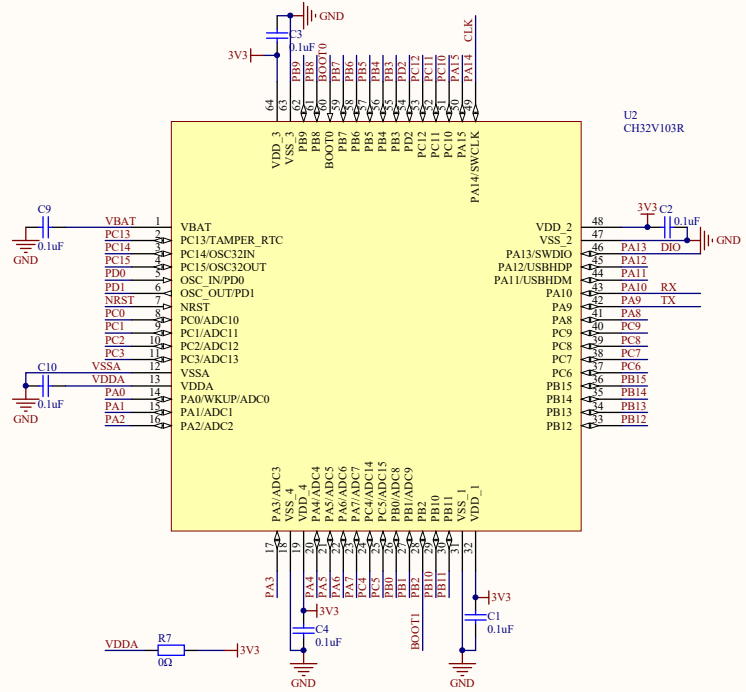 C3
0.1uF
GND
3V3
CLK
PB9
PB8
BOOT0
PB7
PB6
PB5
PB4
PB3
PD2
PC12
PC11
PC10
PA15
PA14
64
63
62
61
60
59
58
57
56
55
54
53
52
51
50
49
VDD_3
VSS_3
PB9
PB8
BOOT0
PB7
PB6
PB5
PB4
PB3
PD2
PC12
PC11
PC10
PA15
PA14/SWCLK
U2
CH32V103R
C9
0.1uF
GND
VBAT 1 VBAT
PC13 2 PC13/TAMPER_RTC
PC14 3 PC14/OSC32IN
PC15 4 PC15/OSC32OUT
PD0 5 OSC_IN/PD0
PD1 6 OSC_OUT/PD1
NRST 7 NRST
PC0 8 PC0/ADC10
PC1 9 PC1/ADC11
PC2 10 PC2/ADC12
PC3 11 PC3/ADC13
VSSA 12 VSSA
VDDA 13 VDDA
PA0 14 PA0/WKUP/ADC0
PA1 15 PA1/ADC1
PA2 16 PA2/ADC2
C10
0.1uF
GND
3V3
C2
0.1uF
GND
VDD_2 48
VSS_2 47
PA13/SWDIO 46 PA13 DIO
PA12/USBHDP 45 PA12
PA11/USBHDM 44 PA11
PA10 43 PA10 RX
PA9 42 PA9 TX
PA8 41 PA8
PC9 40 PC9
PC8 39 PC8
PC7 38 PC7
PC6 37 PC6
PB15 36 PB15
PB14 35 PB14
PB13 34 PB13
PB12 33 PB12
PA3/ADC3
VSS_4
VDD_4
PA4/ADC4
PA5/ADC5
PA6/ADC6
PA7/ADC7
PC4/ADC14
PC5/ADC15
PB0/ADC8
PB1/ADC9
PB2
PB10
PB11
VSS_1
VDD_1
17
18
19
20
21
22
23
24
25
26
27
28
29
30
31
32
PA3
PA4
PA5
PA6
PA7
PC4
PC5
PB0
PB1
PB2
PB10
PB11
BOOT1
3V3
C4
0.1uF
GND
3V3
C1
0.1uF
GND
VDDA
R7
0Ω
3V3